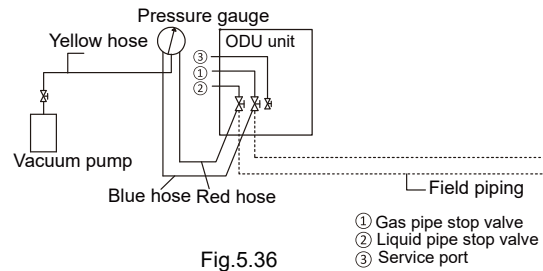 Pressure gauge
Yellow hose
ODU unit
③
①
②
Vacuum pump
Blue hose Red hose
Field piping
① Gas pipe stop valve
② Liquid pipe stop valve
③ Service port
Fig.5.36